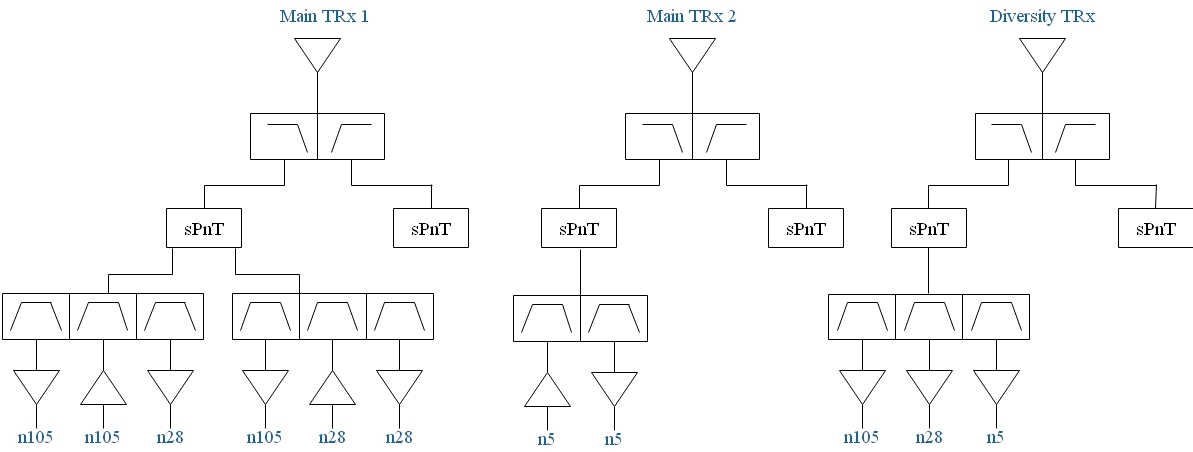 Main TRx 1
Main TRx 2
Diversity TRx
sPnT
sPnT
sPnT
sPnT
sPnT
sPnT
n105
n105
n28
n105
n28
n28
n5
n5
n105
n28
n5